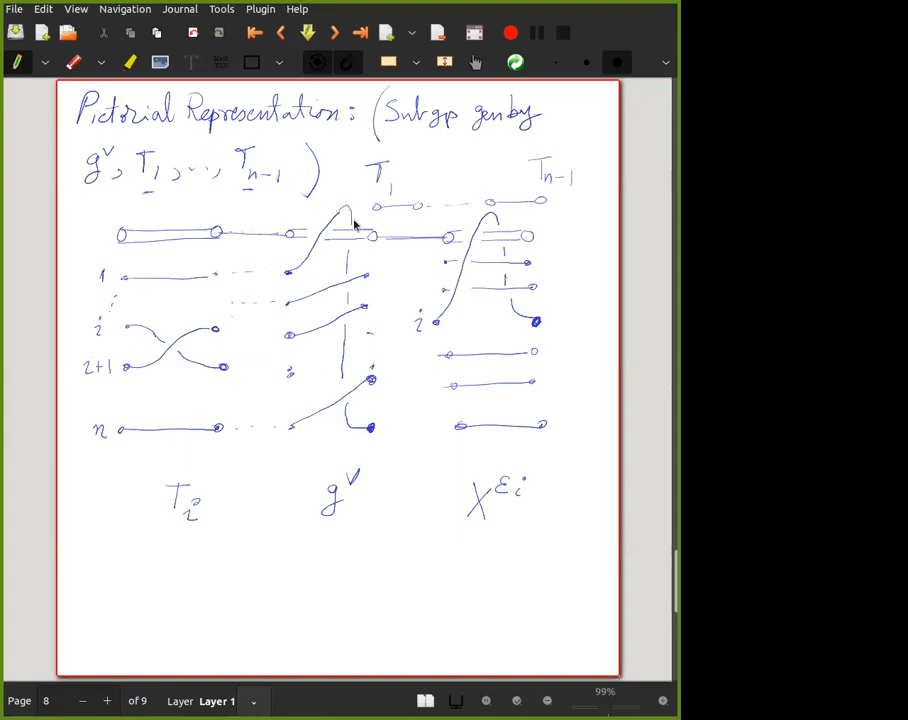 File Edit View Navigation Journal Tools Plugin Help
Pictorial Representation: (Subgp gen by
g^∨, T_1, ..., T_{n-1})
T_1 T_{n-1}
1
i
i
i+1
n
T_i g^∨ X^{εi}
Page 8 of 9 Layer Layer 1 99%